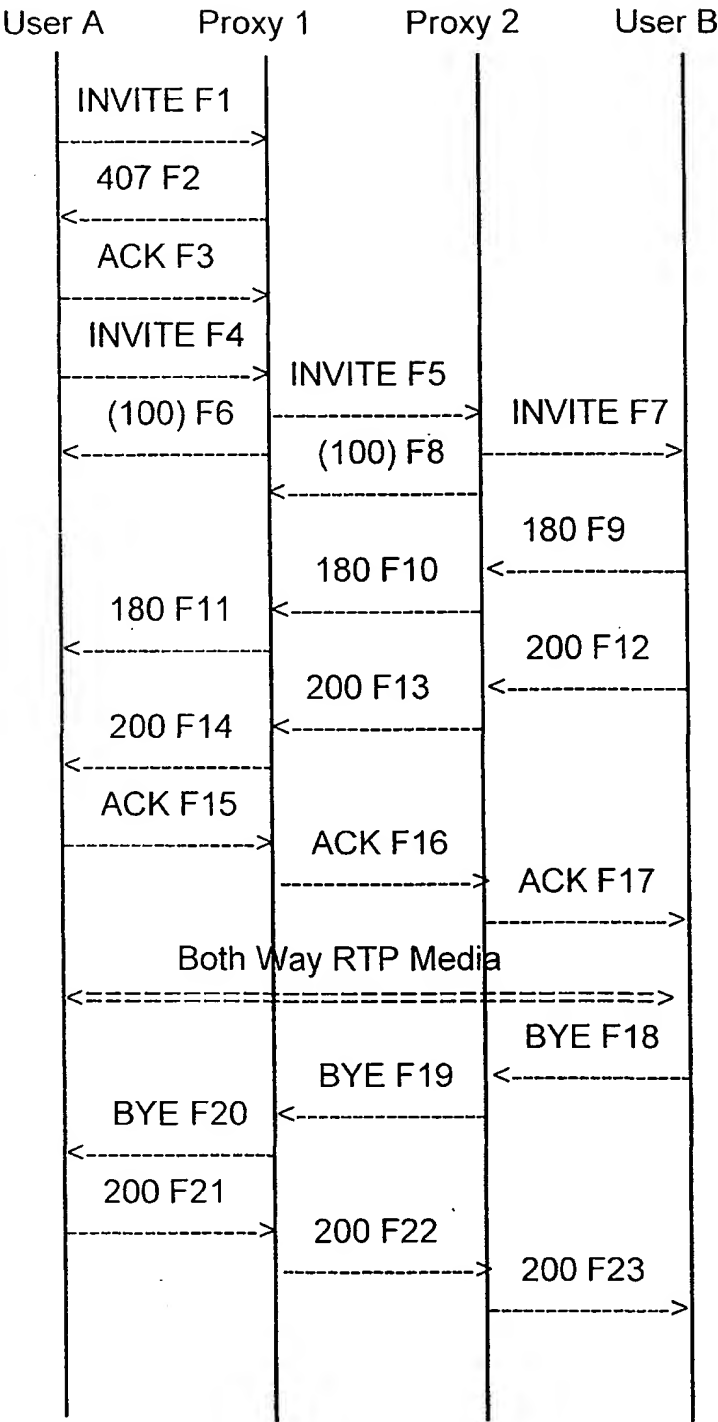 User A Proxy 1 Proxy 2 User B
INVITE F1
407 F2
ACK F3
INVITE F4
INVITE F5
(100) F6
INVITE F7
(100) F8
180 F9
180 F10
180 F11
200 F12
200 F13
200 F14
ACK F15
ACK F16
ACK F17
Both Way RTP Media
BYE F18
BYE F19
BYE F20
200 F21
200 F22
200 F23